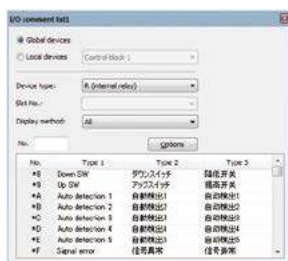 I/O comment list1
Global devices
Local devices Control block 1
Device type: R (internal relay)
Slot No.:
Display method: All
No. Options
No. Type 1 Type 2 Type 3
*8 Down SW ダウンスイッチ 降低开关
*9 Up SW アップスイッチ
*A Auto detection 1 自動検出1 自动检出1
*B Auto detection 2 自動検出2 自动检出2
*C Auto detection 3 自動検出3 自动检出3
*D Auto detection 4 自動検出4 自动检出4
*E Auto detection 5 自動検出5 自动检出5
*F Signal error 信号異常 信号异常